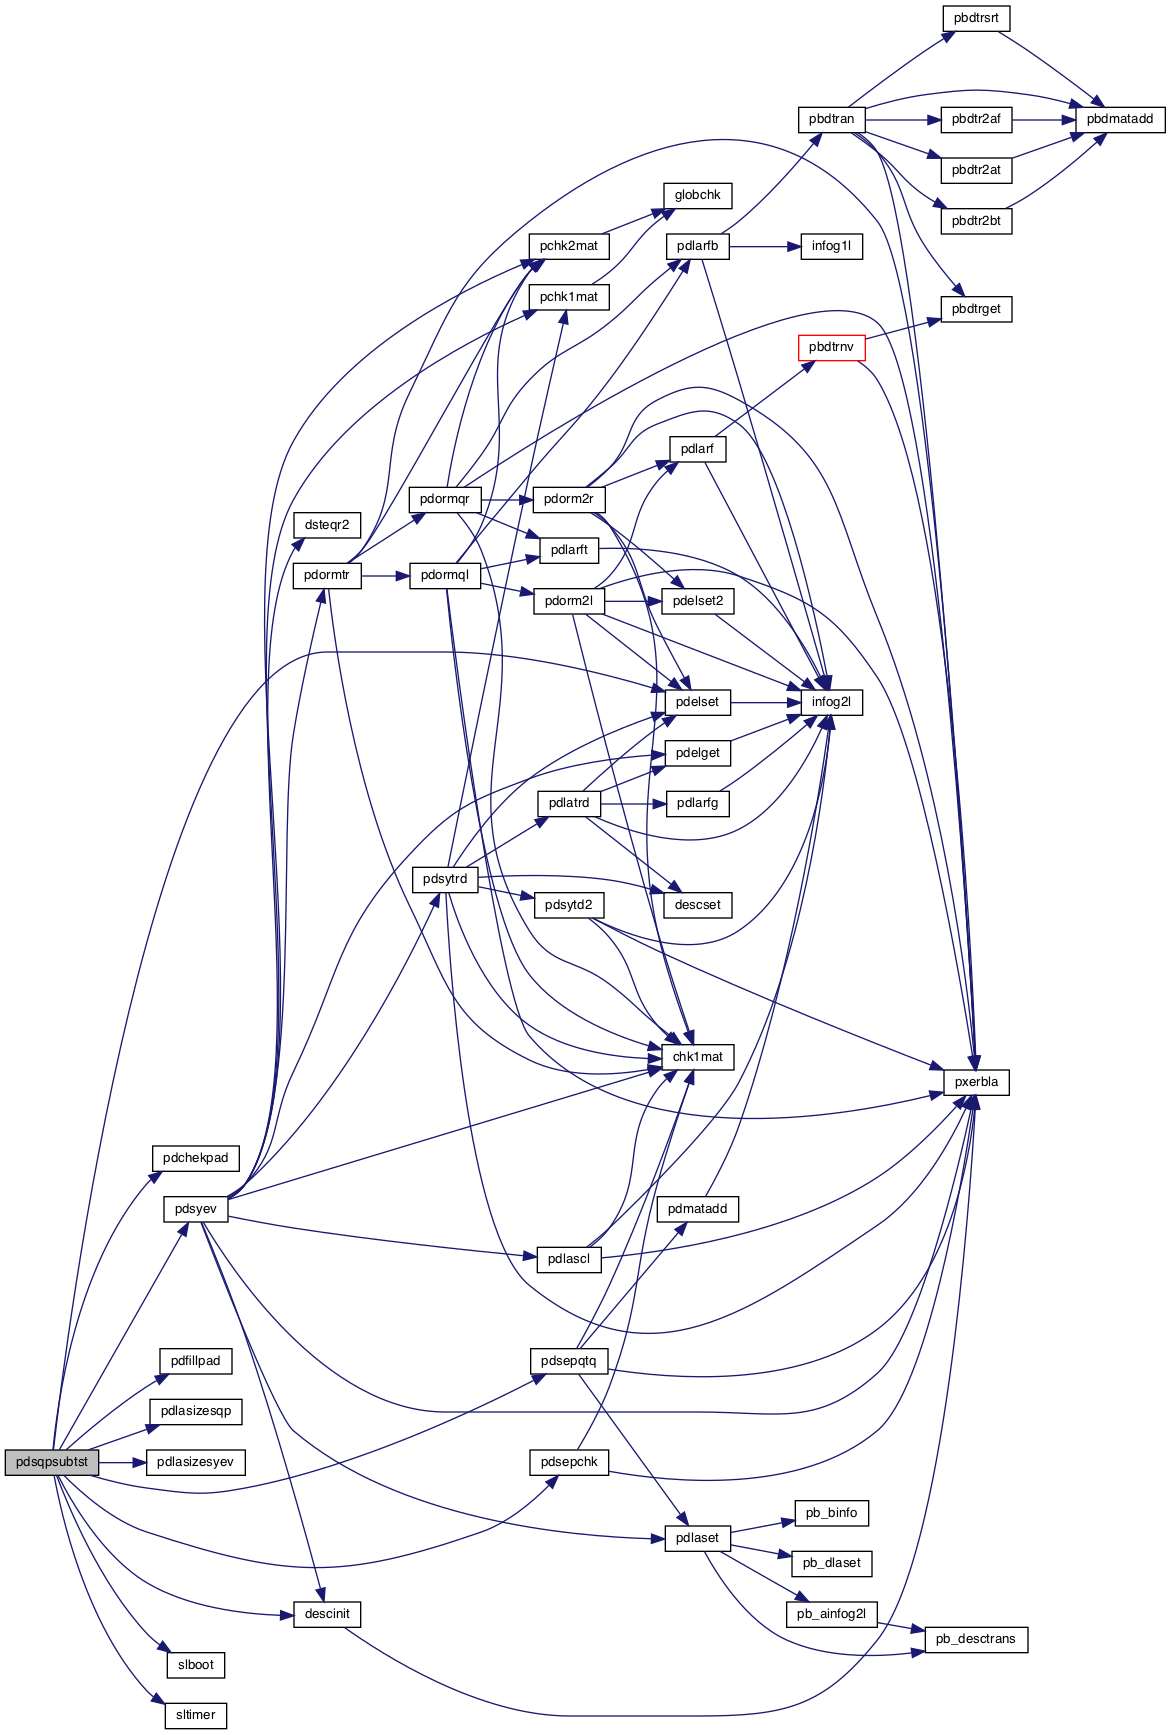 pbdtrsrt
pbdtran
pbdtr2af
pbdmatadd
pbdtr2at
globchk
pbdtr2bt
pchk2mat
pdlarfb
infog1l
pchk1mat
pbdtrget
pbdtrnv
pdlarf
pdormqr
pdorm2r
dsteqr2
pdlarft
pdormtr
pdormql
pdorm2l
pdelset2
pdelset
infog2l
pdelget
pdlatrd
pdlarfg
pdsytrd
pdsytd2
descset
chk1mat
pxerbla
pdchekpad
pdsyev
pdmatadd
pdlascl
pdfillpad
pdsepqtq
pdlasizesqp
pdsqpsubtst
pdlasizesyev
pdsepchk
pb_binfo
pdlaset
pb_dlaset
descinit
pb_ainfog2l
pb_desctrans
slboot
sltimer